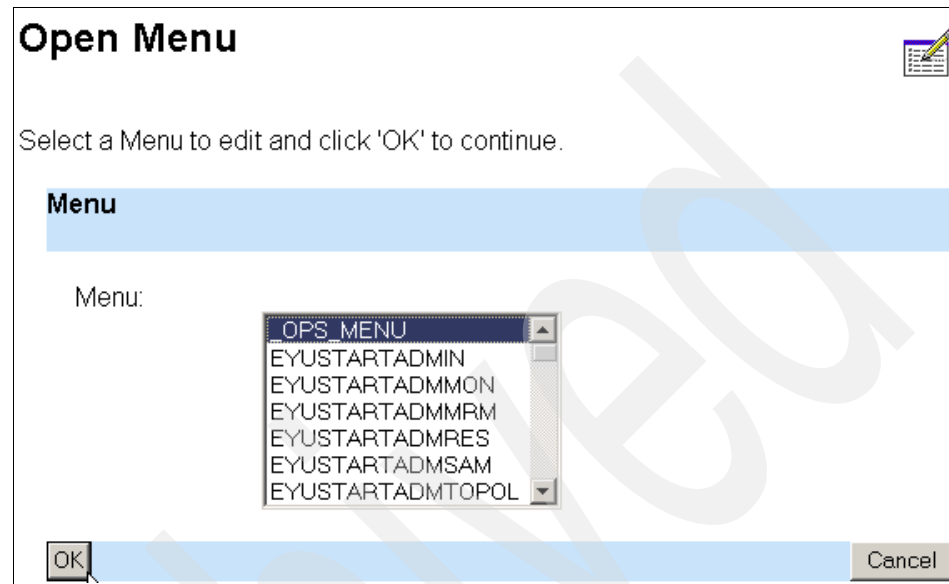 Open Menu
Select a Menu to edit and click 'OK' to continue.
Menu
Menu:
_OPS_MENU
EYUSTARTADMIN
EYUSTARTADMMON
EYUSTARTADMMRM
EYUSTARTADMRES
EYUSTARTADMSAM
EYUSTARTADMTOPOL
OK Cancel